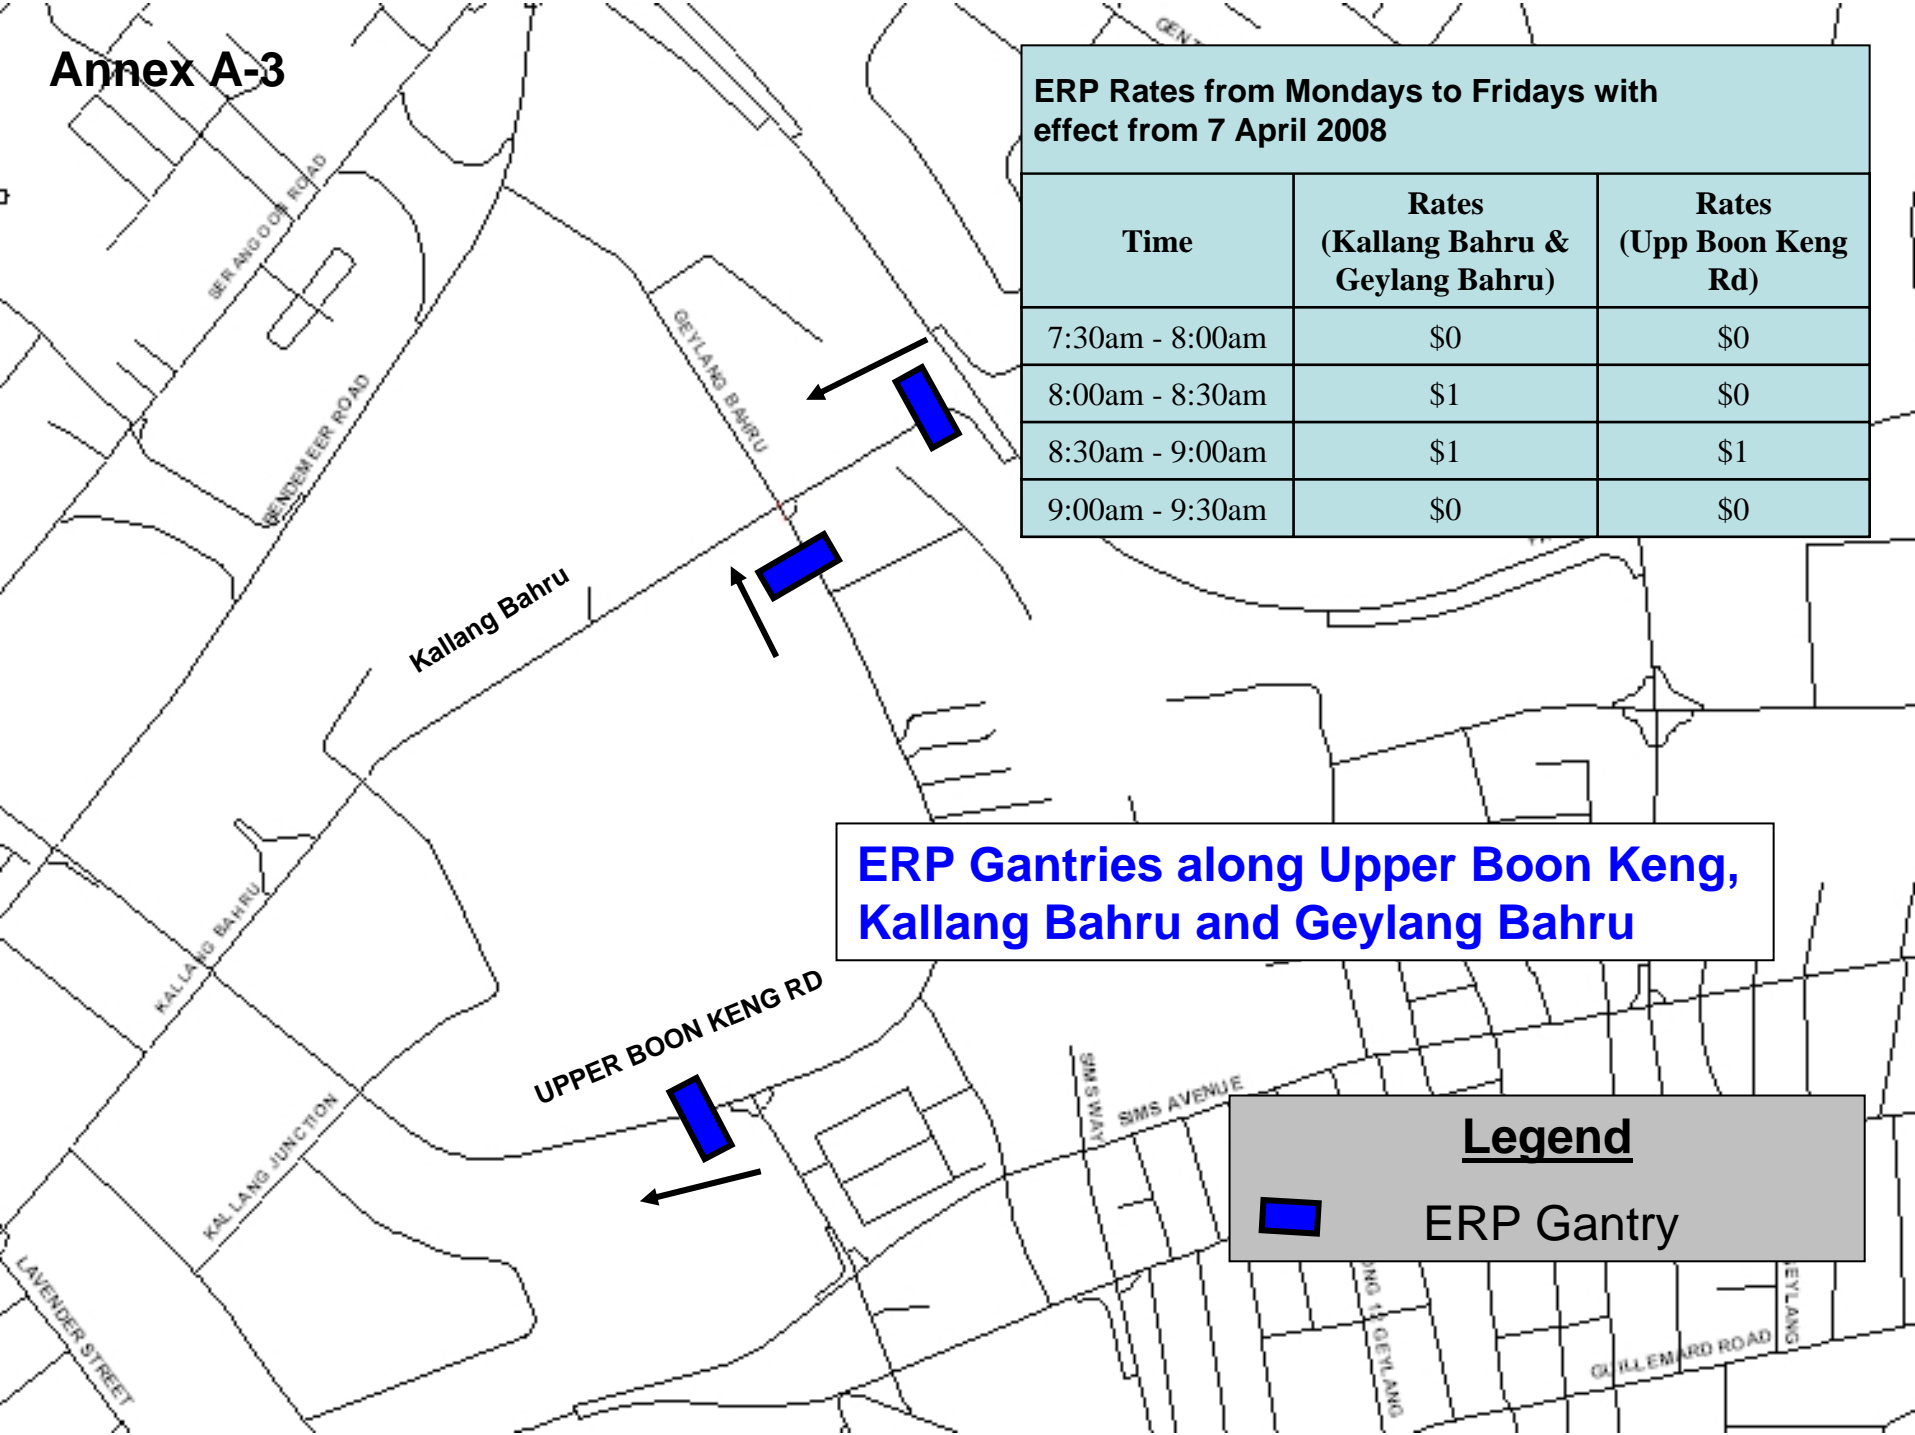 Annex A-3
GEN
ERP Rates from Mondays to Fridays with
effect from 7 April 2008
Time
Rates
(Kallang Bahru &
Geylang Bahru)
Rates
(Upp Boon Keng
Rd)
7:30am - 8:00am
$0
$0
8:00am - 8:30am
$1
$0
8:30am - 9:00am
$1
$1
9:00am - 9:30am
$0
$0
SERANGOON ROAD
GEYLANG BAHRU
BENDEMEER ROAD
Kallang Bahru
ERP Gantries along Upper Boon Keng,
Kallang Bahru and Geylang Bahru
KALLANG BAHRU
UPPER BOON KENG RD
KALLANG JUNCTION
SIMS WAY
SIMS AVENUE
Legend
ERP Gantry
LAVENDER STREET
GEYLANG
GUILLEMARD ROAD